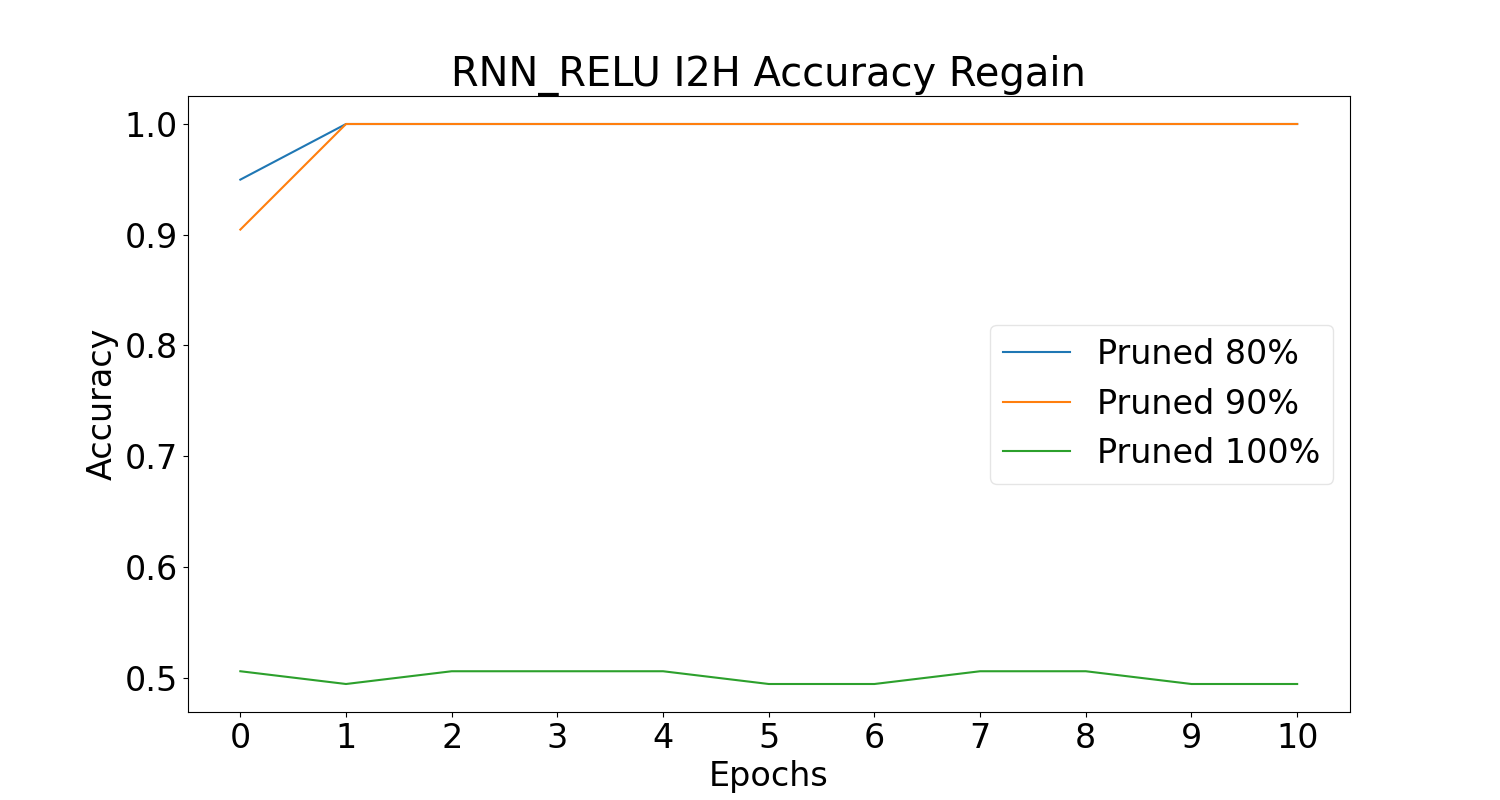 RNN_RELU I2H Accuracy Regain
1.0
0.9
0.8
0.7
0.6
0.5
Accuracy
Pruned 80%
Pruned 90%
Pruned 100%
0 1 2 3 4 5 6 7 8 9 10
Epochs